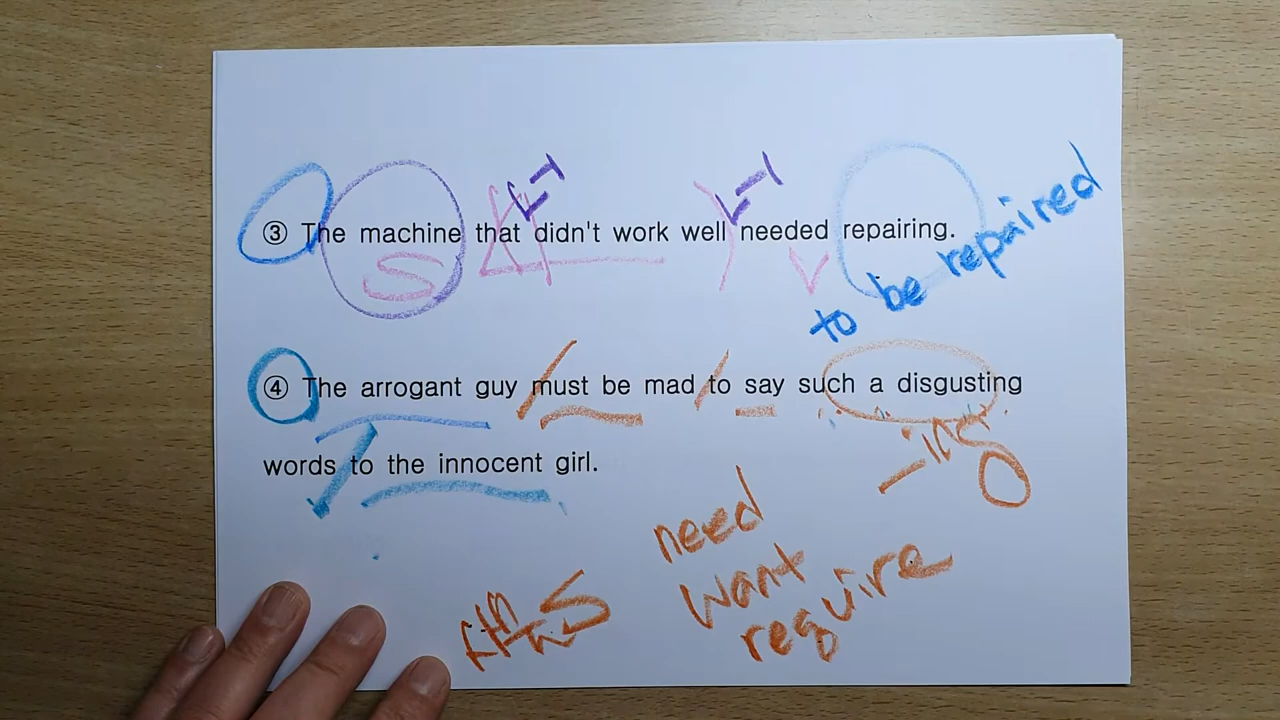 ③ The machine that didn't work well needed repairing.
S
V
to be repaired
④ The arrogant guy must be mad to say such a disgusting
words to the innocent girl.
-ing
need
want
require